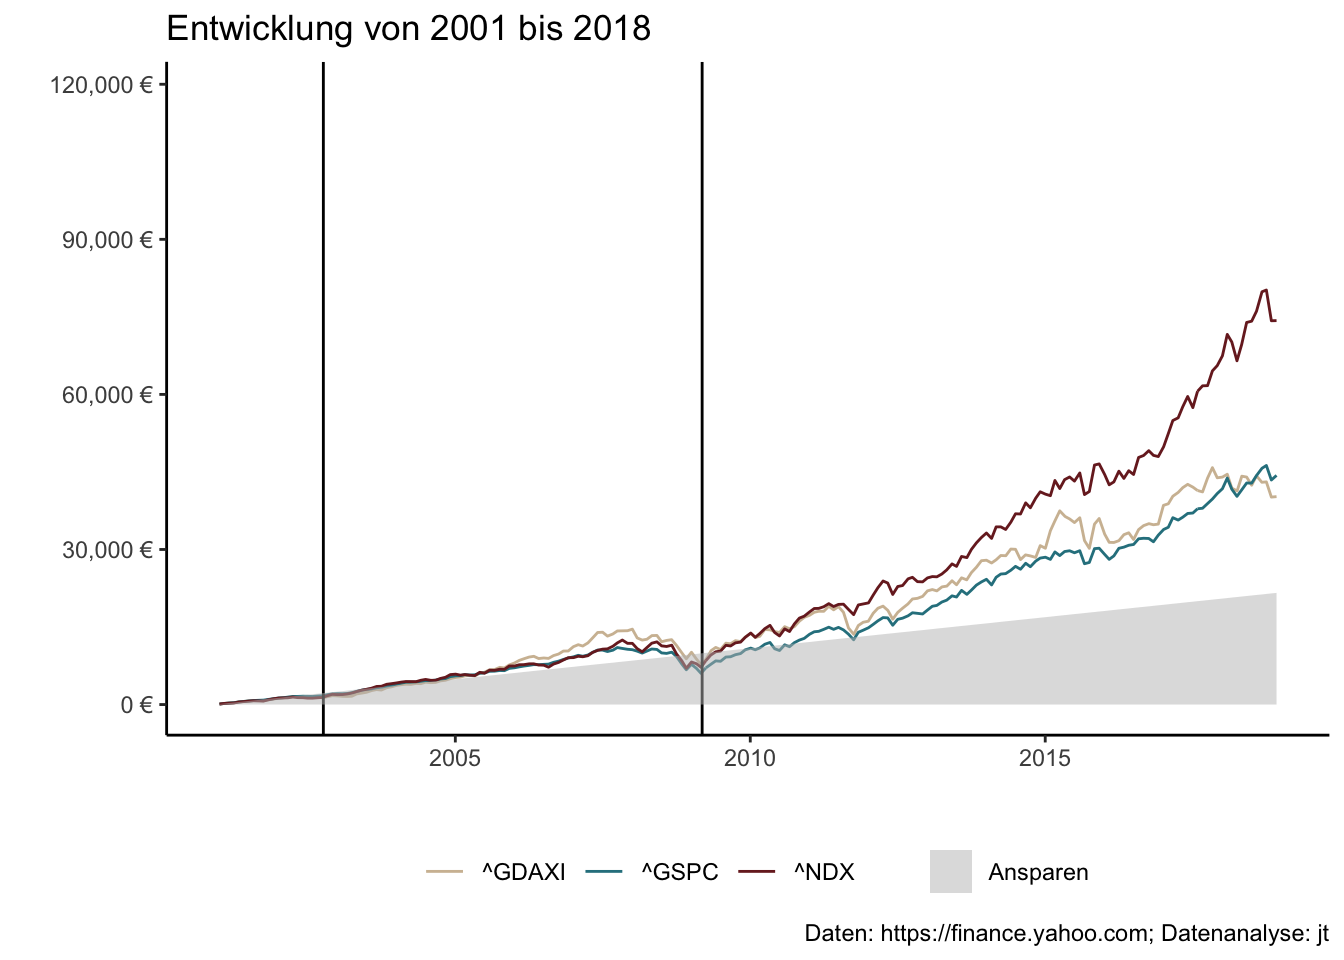 Entwicklung von 2001 bis 2018
120,000 €
90,000 €
60,000 €
30,000 €
0 €
2005 2010 2015
^GDAXI ^GSPC ^NDX Ansparen
Daten: https://finance.yahoo.com; Datenanalyse: jt